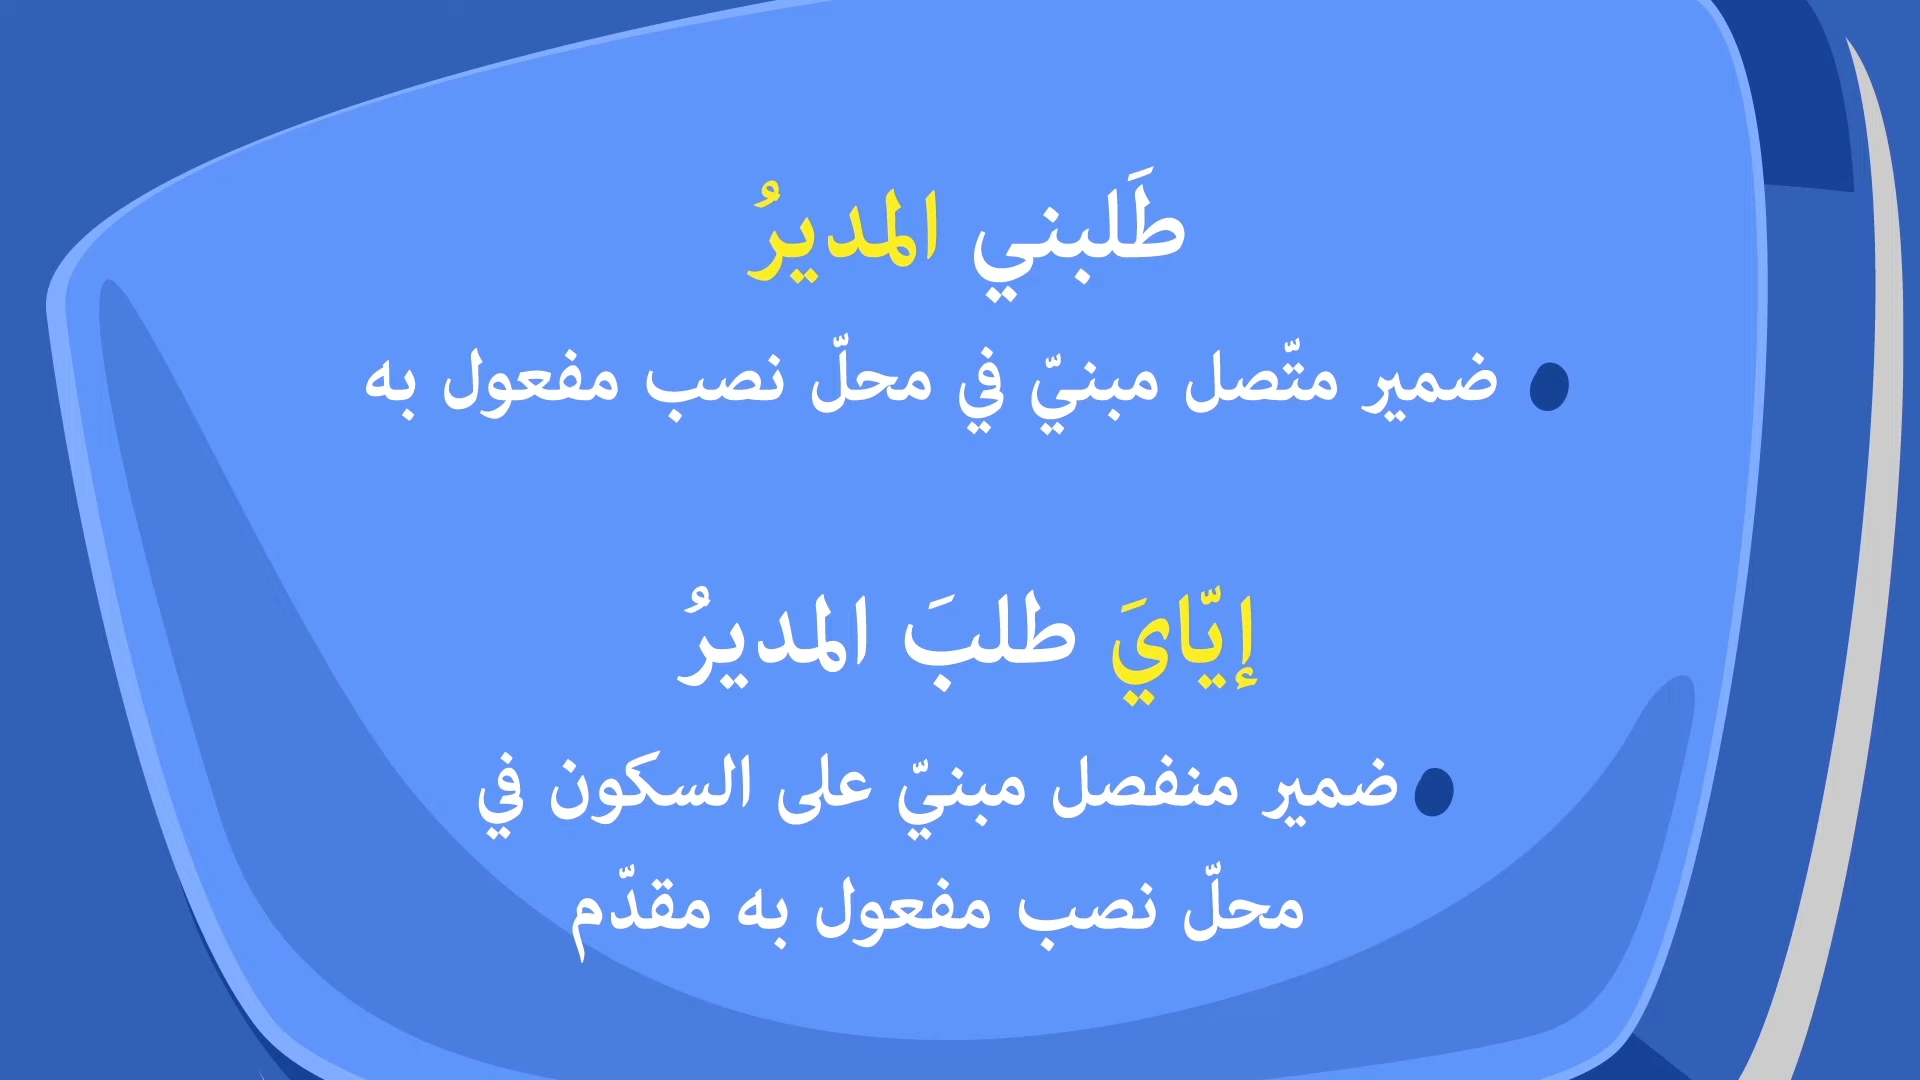 طَلبني المديرُ
ضمير متّصل مبنيّ في محلّ نصب مفعول به
إيّايَ طلبَ المديرُ
ضمير منفصل مبنيّ على السكون في
محلّ نصب مفعول به مقدّم